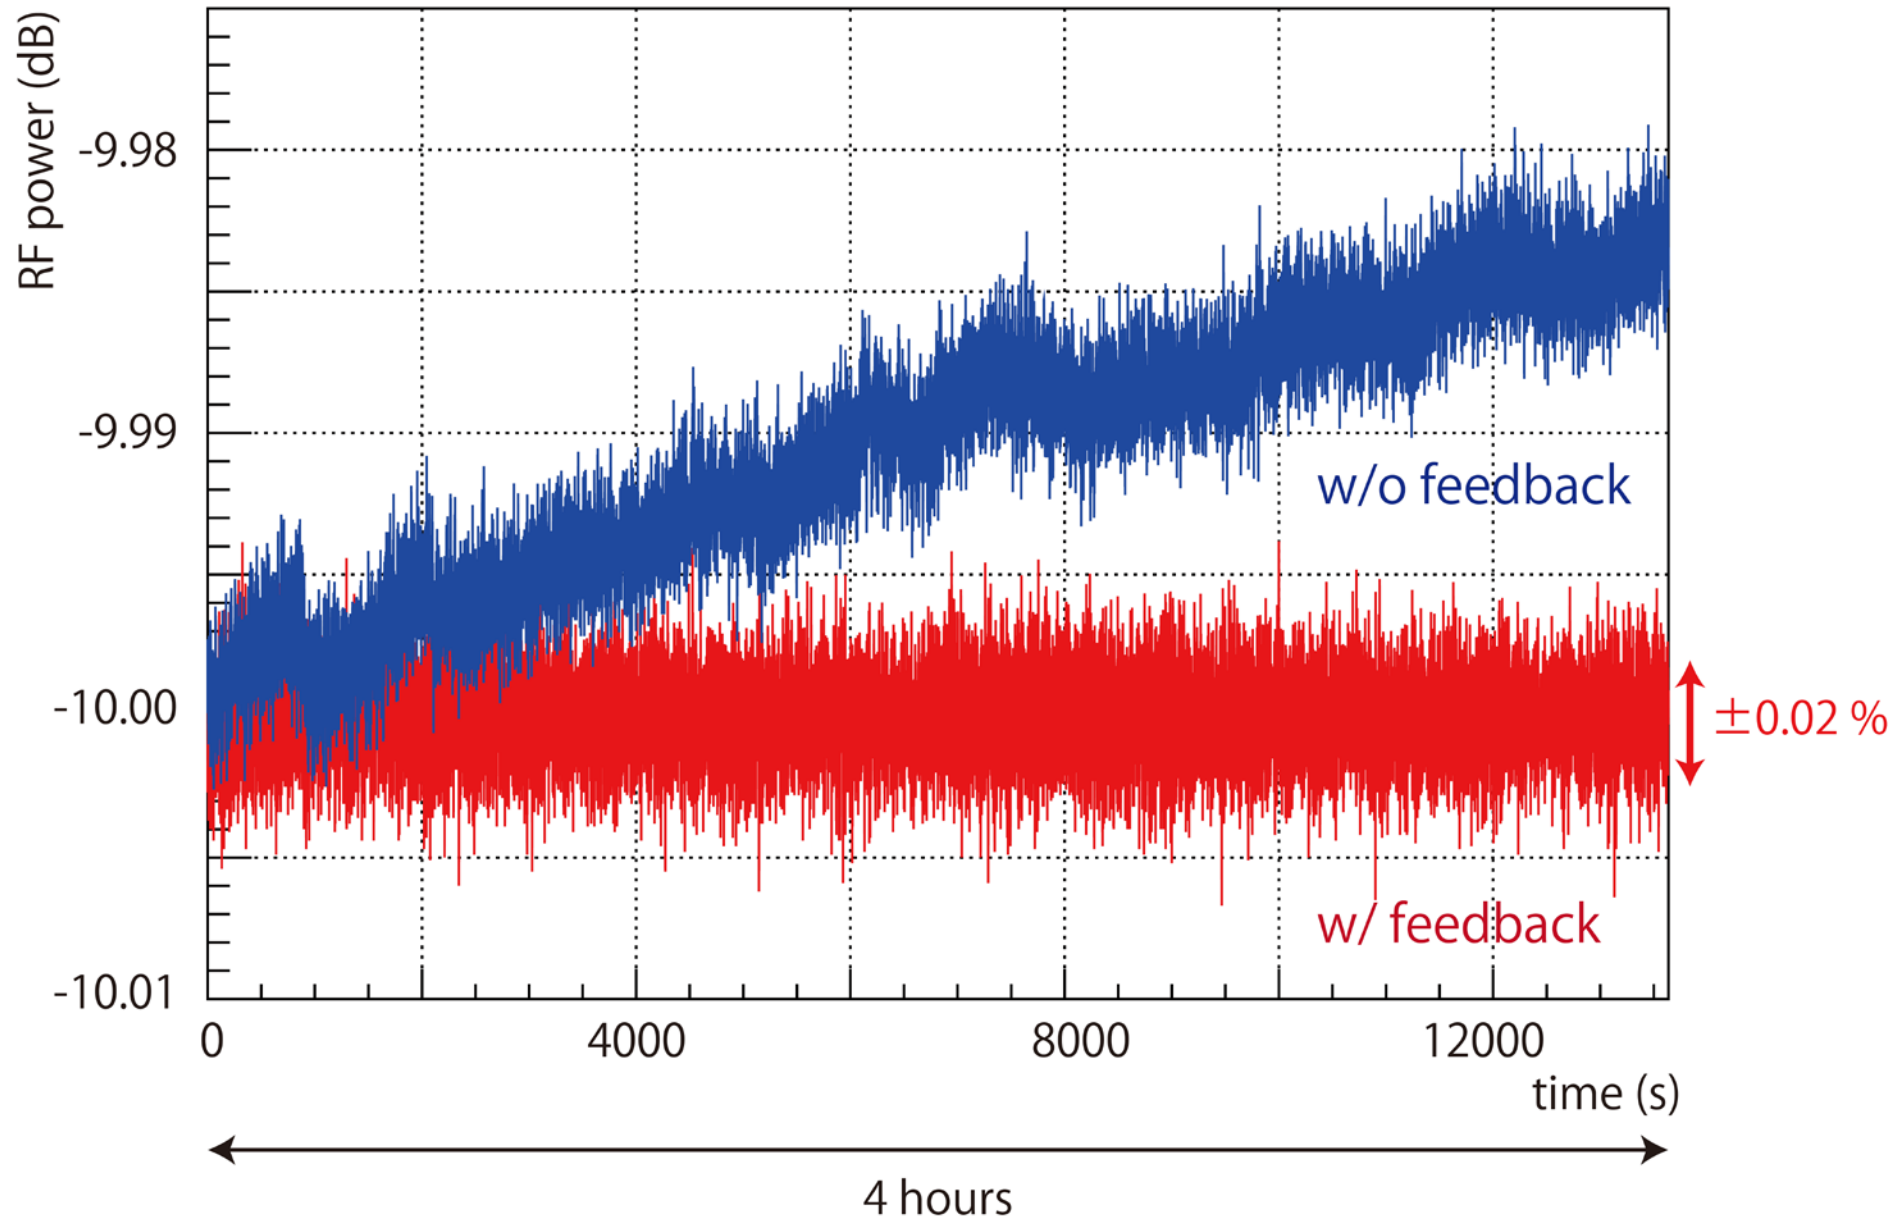 RF power (dB)
-9.98
-9.99
-10.00
-10.01
w/o feedback
±0.02 %
w/ feedback
0 4000 8000 12000
time (s)
4 hours